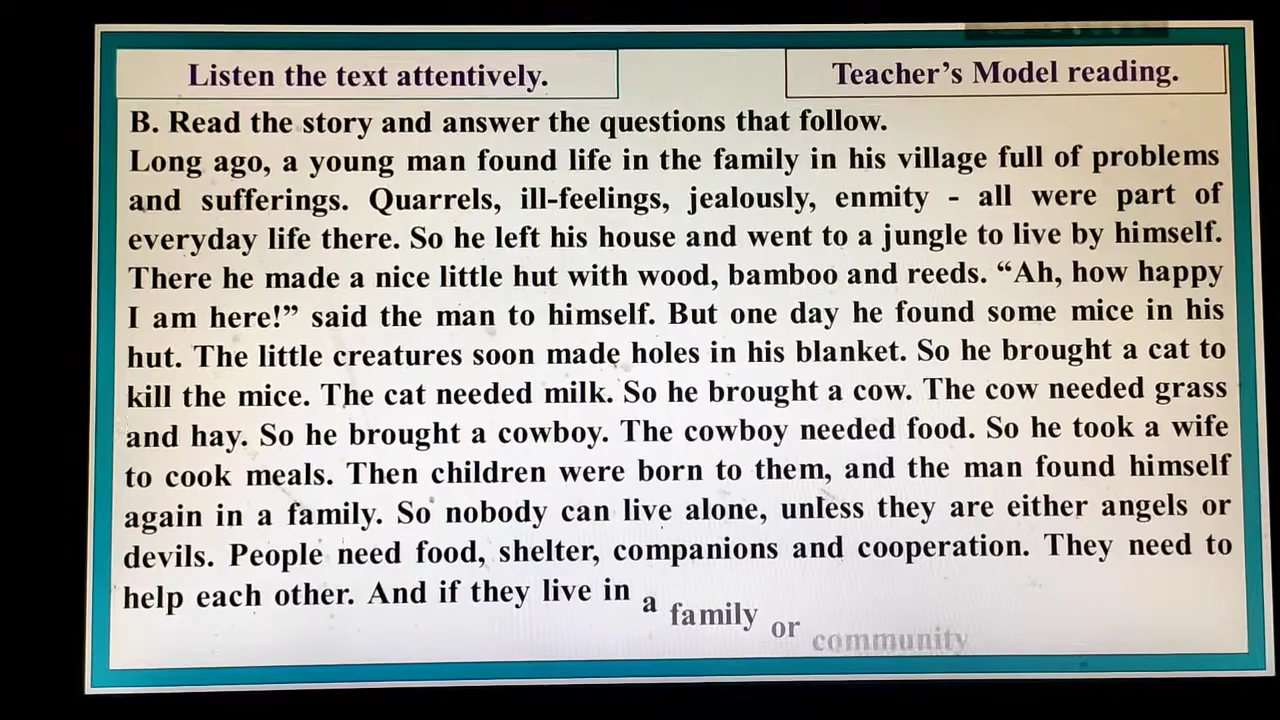 Listen the text attentively.
Teacher's Model reading.
B. Read the story and answer the questions that follow.
Long ago, a young man found life in the family in his village full of problems
and sufferings. Quarrels, ill-feelings, jealously, enmity - all were part of
everyday life there. So he left his house and went to a jungle to live by himself.
There he made a nice little hut with wood, bamboo and reeds. “Ah, how happy
I am here!” said the man to himself. But one day he found some mice in his
hut. The little creatures soon made holes in his blanket. So he brought a cat to
kill the mice. The cat needed milk. So he brought a cow. The cow needed grass
and hay. So he brought a cowboy. The cowboy needed food. So he took a wife
to cook meals. Then children were born to them, and the man found himself
again in a family. So nobody can live alone, unless they are either angels or
devils. People need food, shelter, companions and cooperation. They need to
help each other. And if they live in a family or community